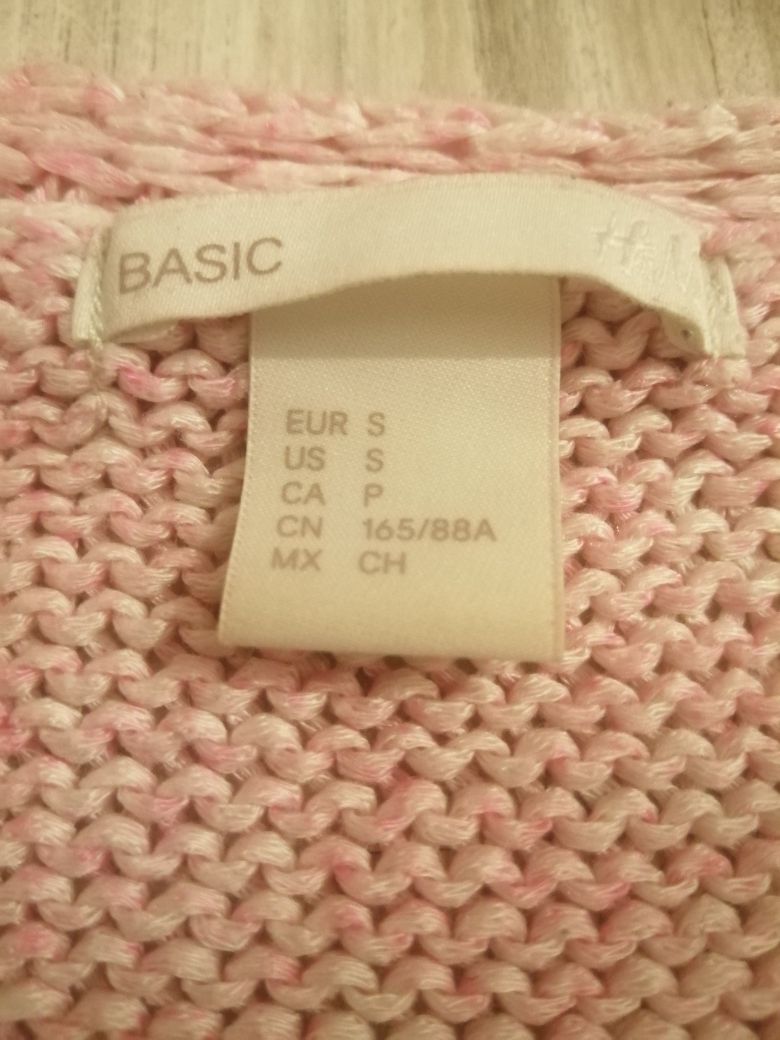 BASIC H&M
EUR S
US S
CA P
CN 165/88A
MX CH